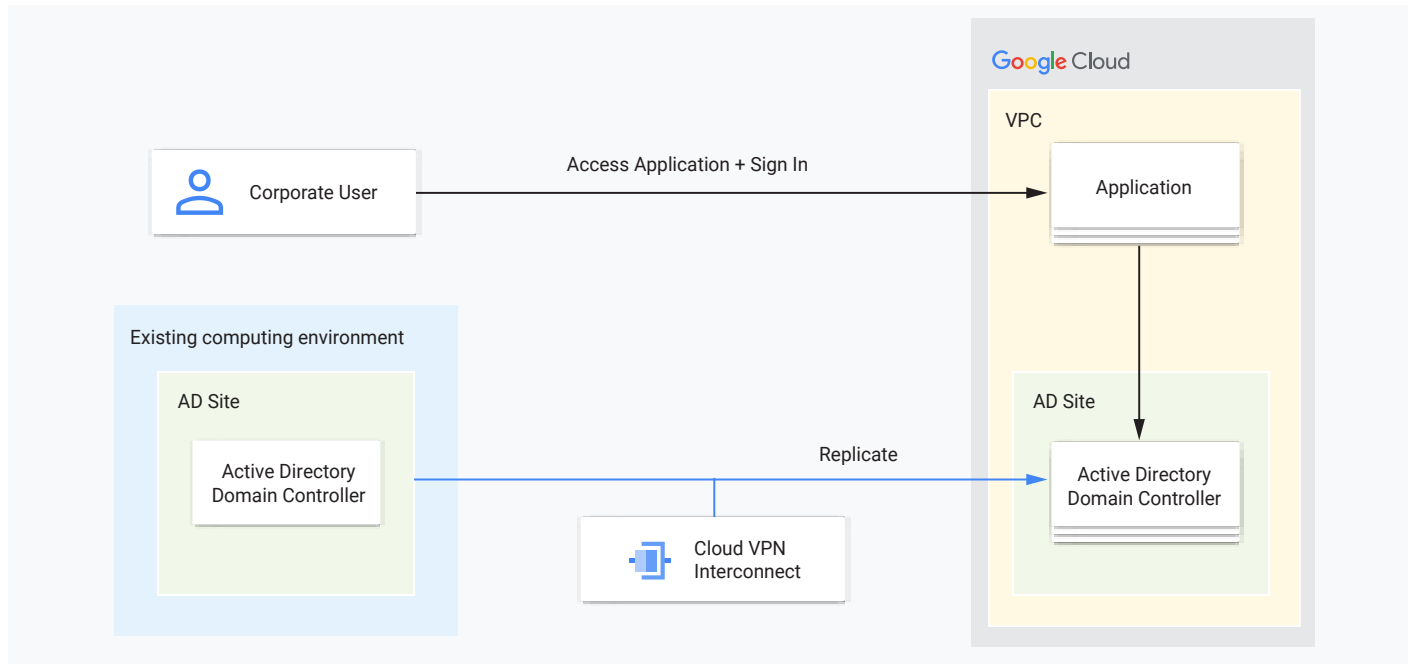 Google Cloud
VPC
Access Application + Sign In
Corporate User
Application
Existing computing environment
AD Site
AD Site
Replicate
Active Directory
Domain Controller
Active Directory
Domain Controller
Cloud VPN
Interconnect